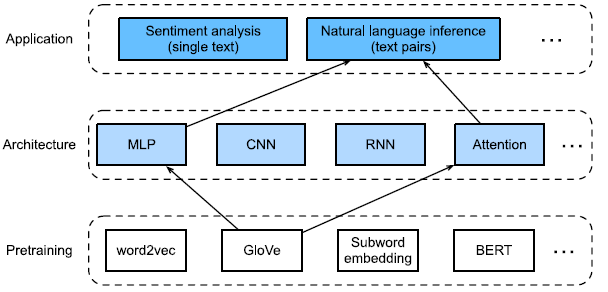 Application
Sentiment analysis
(single text)
Natural language inference
(text pairs)
...
Architecture
MLP
CNN
RNN
Attention
...
Pretraining
word2vec
GloVe
Subword
embedding
BERT
...